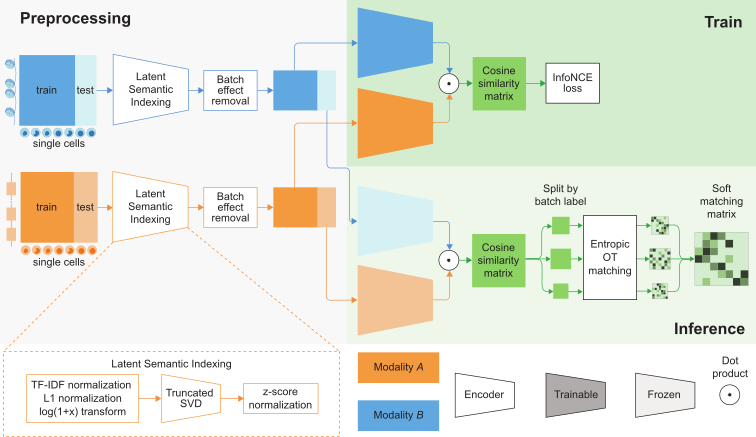 Preprocessing
Train
train
test
single cells
Latent
Semantic
Indexing
Batch
effect
removal
Cosine
similarity
matrix
InfoNCE
loss
train
test
single cells
Latent
Semantic
Indexing
Batch
effect
removal
Cosine
similarity
matrix
Split by
batch label
Entropic
OT
matching
Soft
matching
matrix
Inference
Latent Semantic Indexing
TF-IDF normalization
L1 normalization
log(1+x) transform
Truncated
SVD
z-score
normalization
Modality A
Modality B
Encoder
Trainable
Frozen
Dot
product